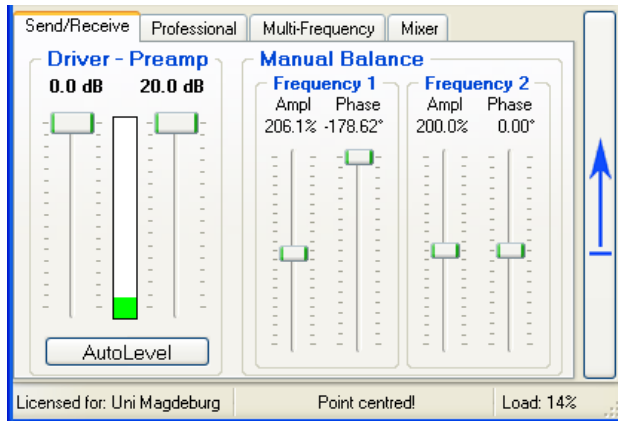 Send/Receive Professional Multi-Frequency Mixer
Driver - Preamp
0.0 dB 20.0 dB
AutoLevel
Manual Balance
Frequency 1
Ampl Phase
206.1% -178.62°
Frequency 2
Ampl Phase
200.0% 0.00°
Licensed for: Uni Magdeburg Point centred! Load: 14%